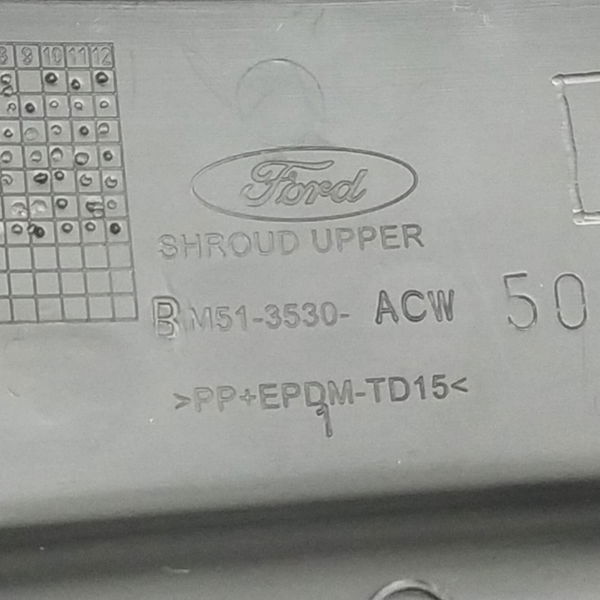 8 9 10 11 12
Ford
SHROUD UPPER
BM51-3530- ACW 50
>PP+EPDM-TD15<
1